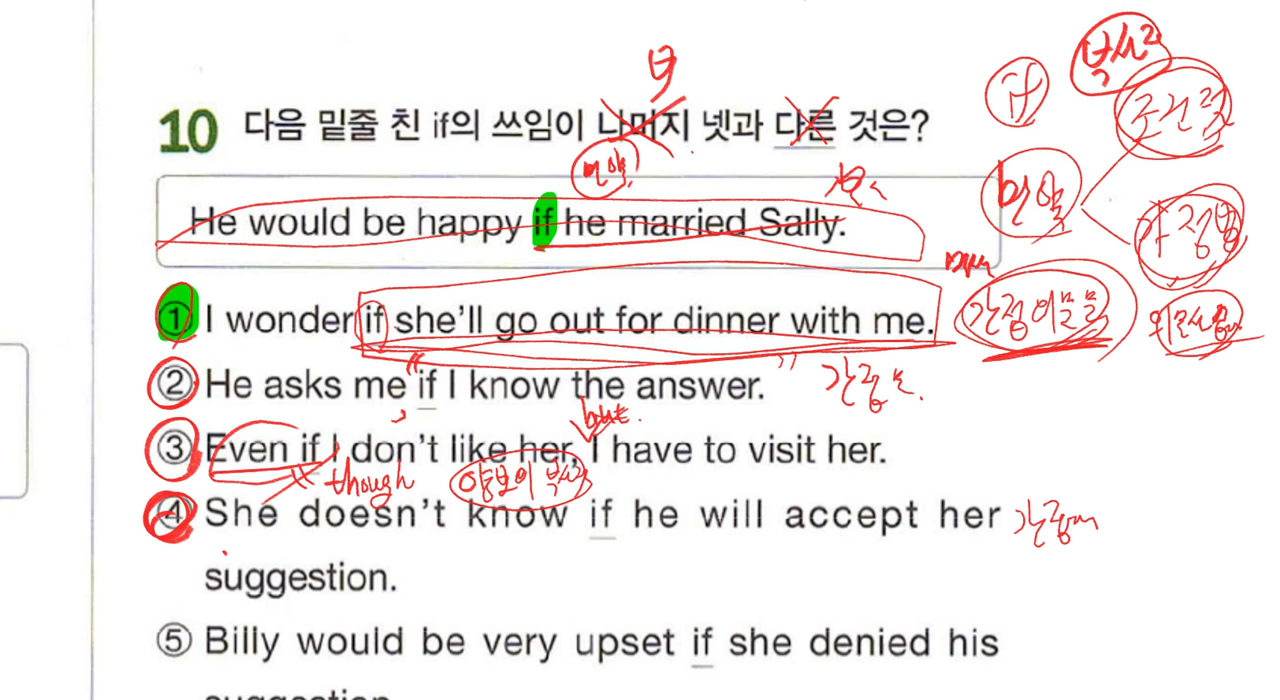 부
if
부사
조건절
10 다음 밑줄 친 if의 쓰임이 나머지 넷과 다른 것은?
만약
만일
가정법
He would be happy if he married Sally.
① I wonder if she'll go out for dinner with me.
간접의문문
② He asks me "if I know the answer. "
③ Even if I don't like her, I have to visit her.
but
though
양보의 부사
④ She doesn't know if he will accept her
suggestion.
⑤ Billy would be very upset if she denied his
suggestion.